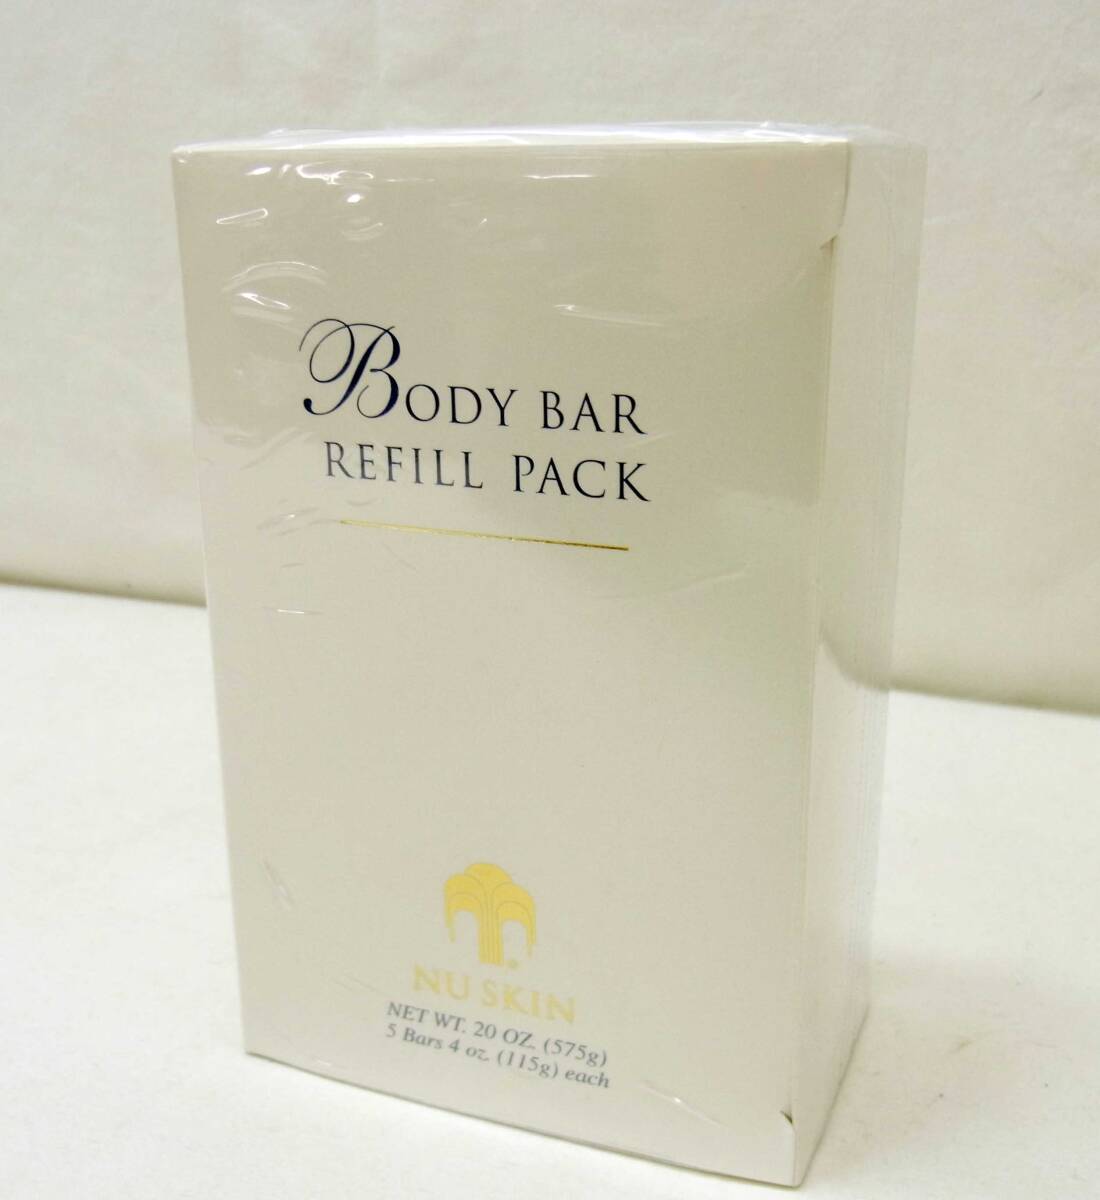 BODY BAR
REFILL PACK
NU SKIN
NET WT. 20 OZ. (575g)
5 Bars 4 oz. (115g) each